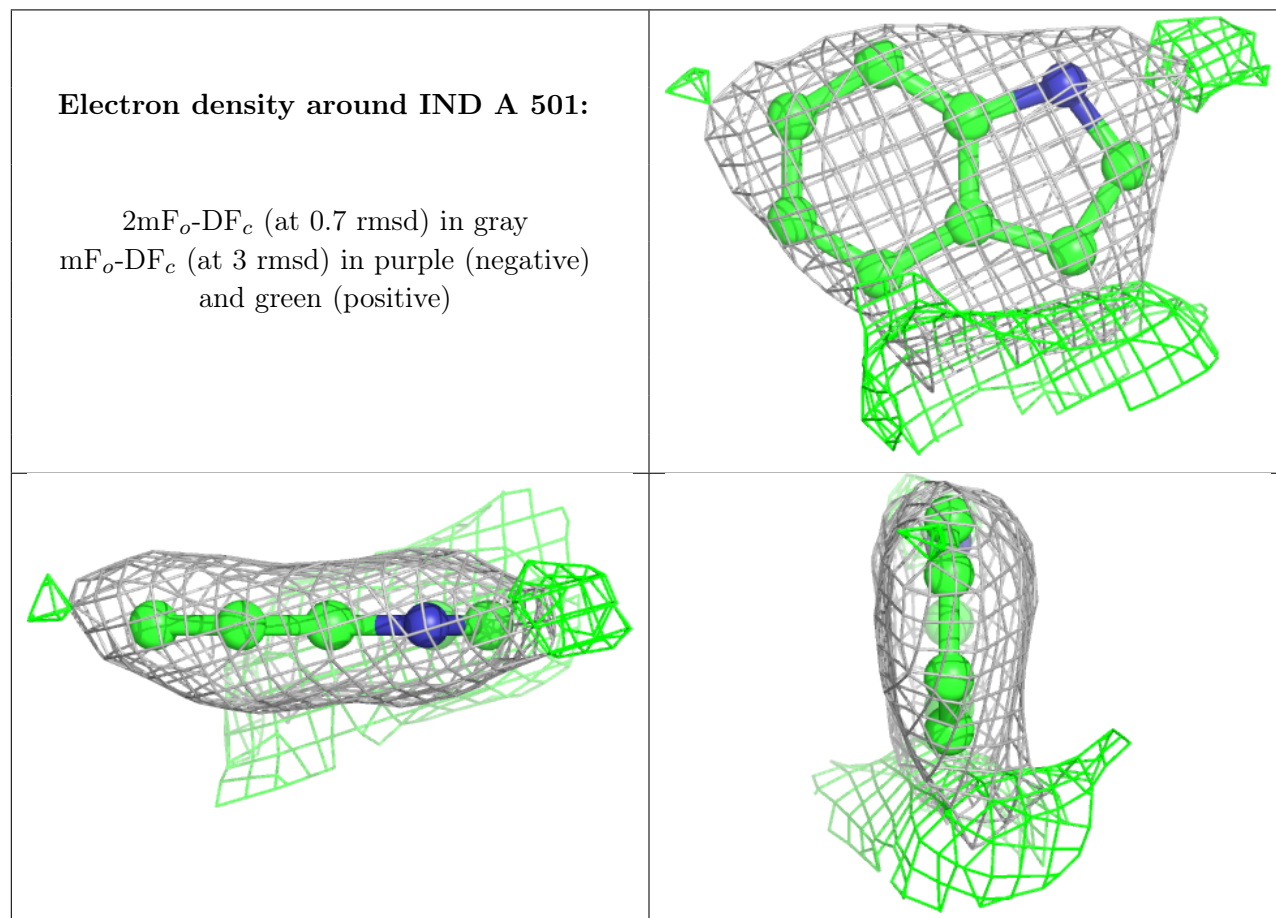 Electron density around IND A 501:
2mFo-DFc (at 0.7 rmsd) in gray
mFo-DFc (at 3 rmsd) in purple (negative)
and green (positive)